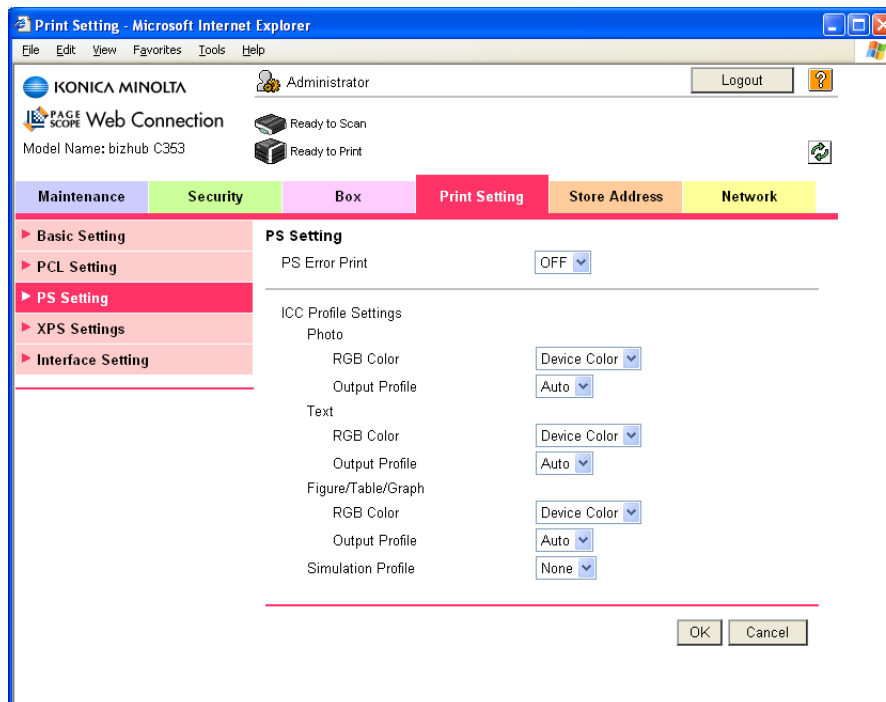 Print Setting - Microsoft Internet Explorer
File Edit View Favorites Tools Help
KONICA MINOLTA
Administrator
Logout
?
PAGE SCOPE Web Connection
Ready to Scan
Model Name: bizhub C353
Ready to Print
Maintenance Security Box Print Setting Store Address Network
Basic Setting
PCL Setting
PS Setting
XPS Settings
Interface Setting
PS Setting
PS Error Print OFF
ICC Profile Settings
Photo
RGB Color Device Color
Output Profile Auto
Text
RGB Color Device Color
Output Profile Auto
Figure/Table/Graph
RGB Color Device Color
Output Profile Auto
Simulation Profile None
OK Cancel